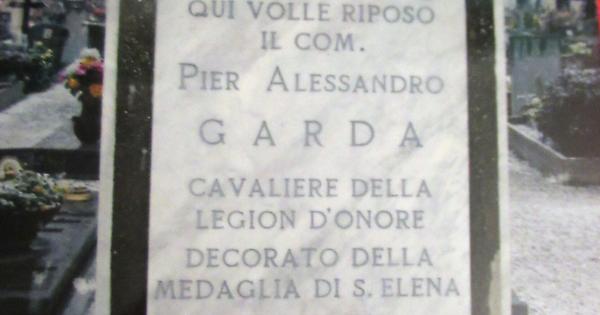 QUI VOLLE RIPOSO
IL COM.
PIER ALESSANDRO
GARDA
CAVALIERE DELLA
LEGION D'ONORE
DECORATO DELLA
MEDAGLIA DI S. ELENA